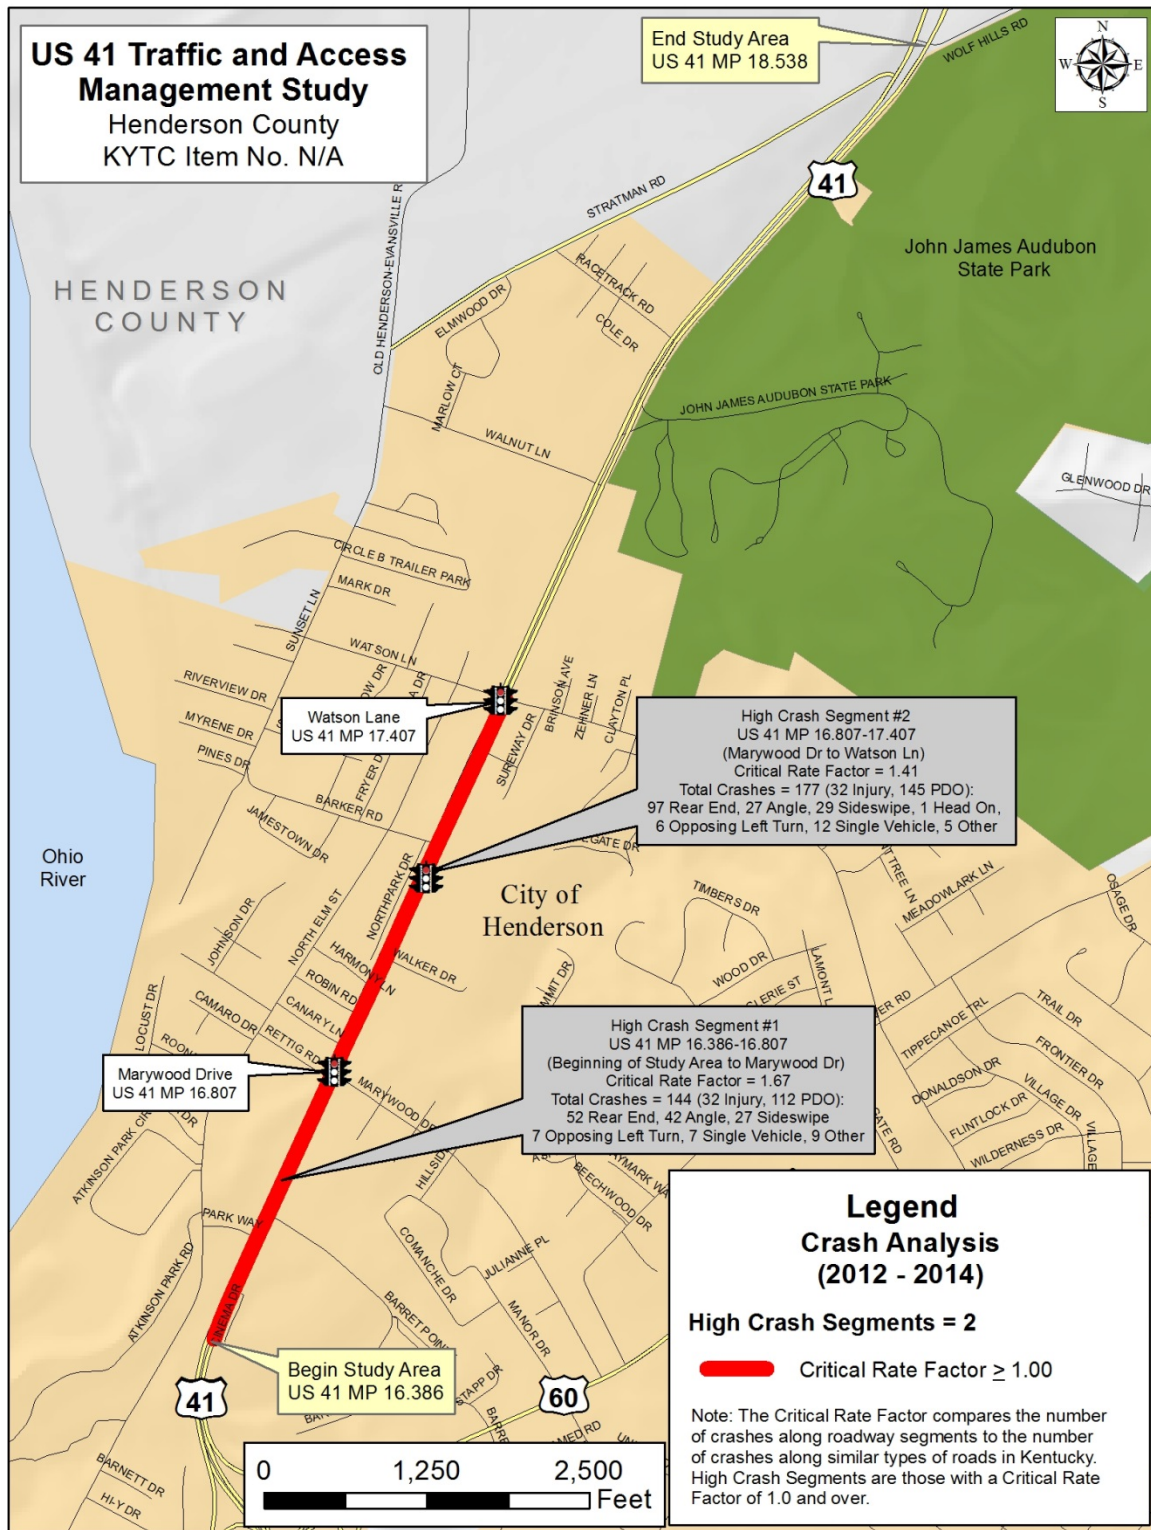 US 41 Traffic and Access
Management Study
Henderson County
KYTC Item No. N/A
End Study Area
US 41 MP 18.538
WOLF HILLS RD
N
W
E
S
41
STRATMAN RD
John James Audubon
State Park
OLD HENDERSON-EVANSVILLE R
HENDERSON
COUNTY
RACETRACK RD
ELMWOOD DR
COLE DR
MARLOW CT
JOHN JAMES AUDUBON STATE PARK
WALNUT LN
GLENWOOD DR
CIRCLE B TRAILER PARK
MARK DR
SUNSET LN
WATSON LN
RIVERVIEW DR
BRINSON AVE
ZEHNER LN
CLAYTON PL
Watson Lane
US 41 MP 17.407
MYRENE DR
SUREWAY DR
PINES DR
FRYER D
High Crash Segment #2
US 41 MP 16.807-17.407
(Marywood Dr to Watson Ln)
Critical Rate Factor = 1.41
Total Crashes = 177 (32 Injury, 145 PDO):
97 Rear End, 27 Angle, 29 Sideswipe, 1 Head On,
6 Opposing Left Turn, 12 Single Vehicle, 5 Other
BARKER RD
JAMESTOWN DR
Ohio
River
NORTHPARK DR
City of
Henderson
TREE LN
MEADOWLARK LN
OSAGE DR
TIMBERS DR
JOHNSON DR
NORTH ELM ST
HARMONY LN
WALKER DR
WOOD DR
LAMONT L
ROBIN RD
LOCUST DR
CAMARO DR
CANARY LN
RETTIG RD
TIPPECANOE TRL
TRAIL DR
High Crash Segment #1
US 41 MP 16.386-16.807
(Beginning of Study Area to Marywood Dr)
Critical Rate Factor = 1.67
Total Crashes = 144 (32 Injury, 112 PDO):
52 Rear End, 42 Angle, 27 Sideswipe
7 Opposing Left Turn, 7 Single Vehicle, 9 Other
FRONTIER DR
Marywood Drive
US 41 MP 16.807
MARYWOOD DR
DONALDSON DR
FLINTLOCK DR
VILLAGE DR
WILDERNESS DR
VILLAGE
GATE RD
ATKINSON PARK CIR
HILLSID
BEECHWOOD DR
PARK WAY
COMANCHE DR
JULIANNE PL
ATKINSON PARK RD
MANOR DR
BARRET POIN
STAPP DR
Begin Study Area
US 41 MP 16.386
41
60
BARNETT DR
HI-Y DR
0 1,250 2,500
Feet
Legend
Crash Analysis
(2012 - 2014)
High Crash Segments = 2
Critical Rate Factor ≥ 1.00
Note: The Critical Rate Factor compares the number
of crashes along roadway segments to the number
of crashes along similar types of roads in Kentucky.
High Crash Segments are those with a Critical Rate
Factor of 1.0 and over.